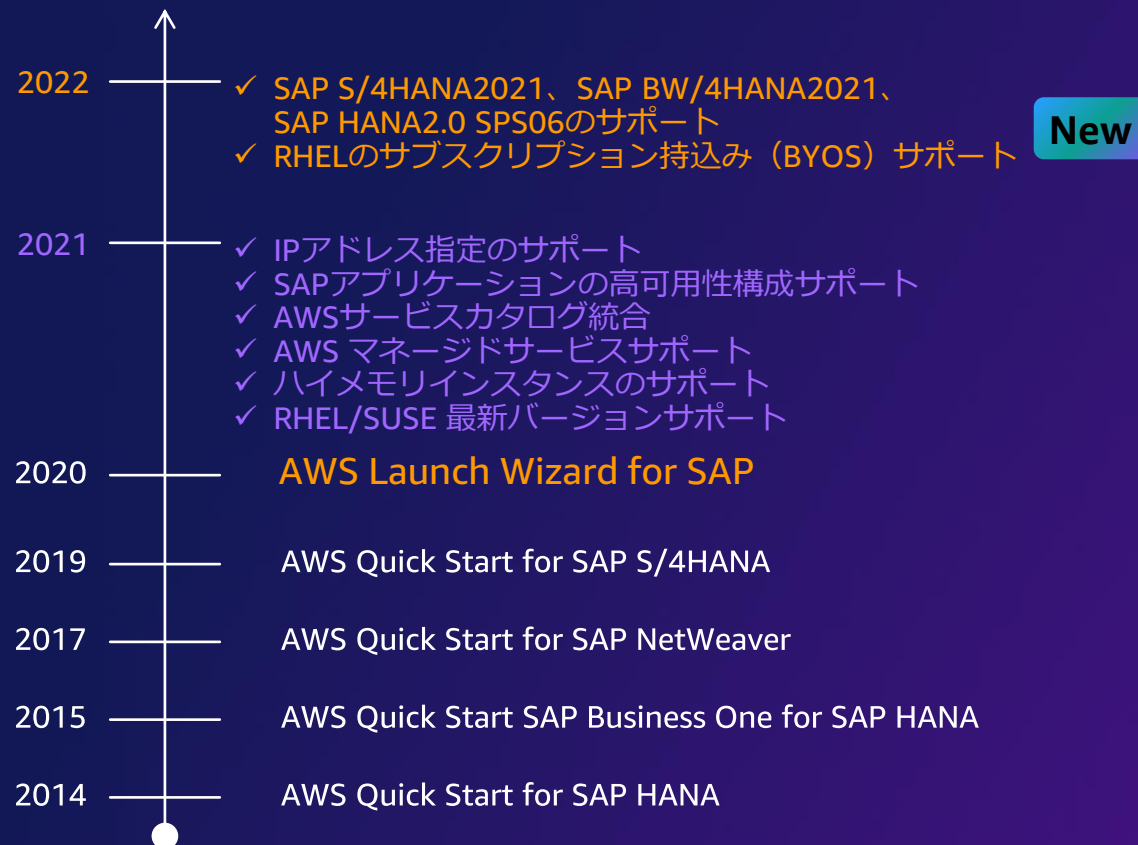 2022
✓ SAP S/4HANA2021、SAP BW/4HANA2021、
SAP HANA2.0 SPS06のサポート
✓ RHELのサブスクリプション持込み（BYOS）サポート
New
2021
✓ IPアドレス指定のサポート
✓ SAPアプリケーションの高可用性構成サポート
✓ AWSサービスカタログ統合
✓ AWS マネージドサービスサポート
✓ ハイメモリインスタンスのサポート
✓ RHEL/SUSE 最新バージョンサポート
2020 AWS Launch Wizard for SAP
2019 AWS Quick Start for SAP S/4HANA
2017 AWS Quick Start for SAP NetWeaver
2015 AWS Quick Start SAP Business One for SAP HANA
2014 AWS Quick Start for SAP HANA